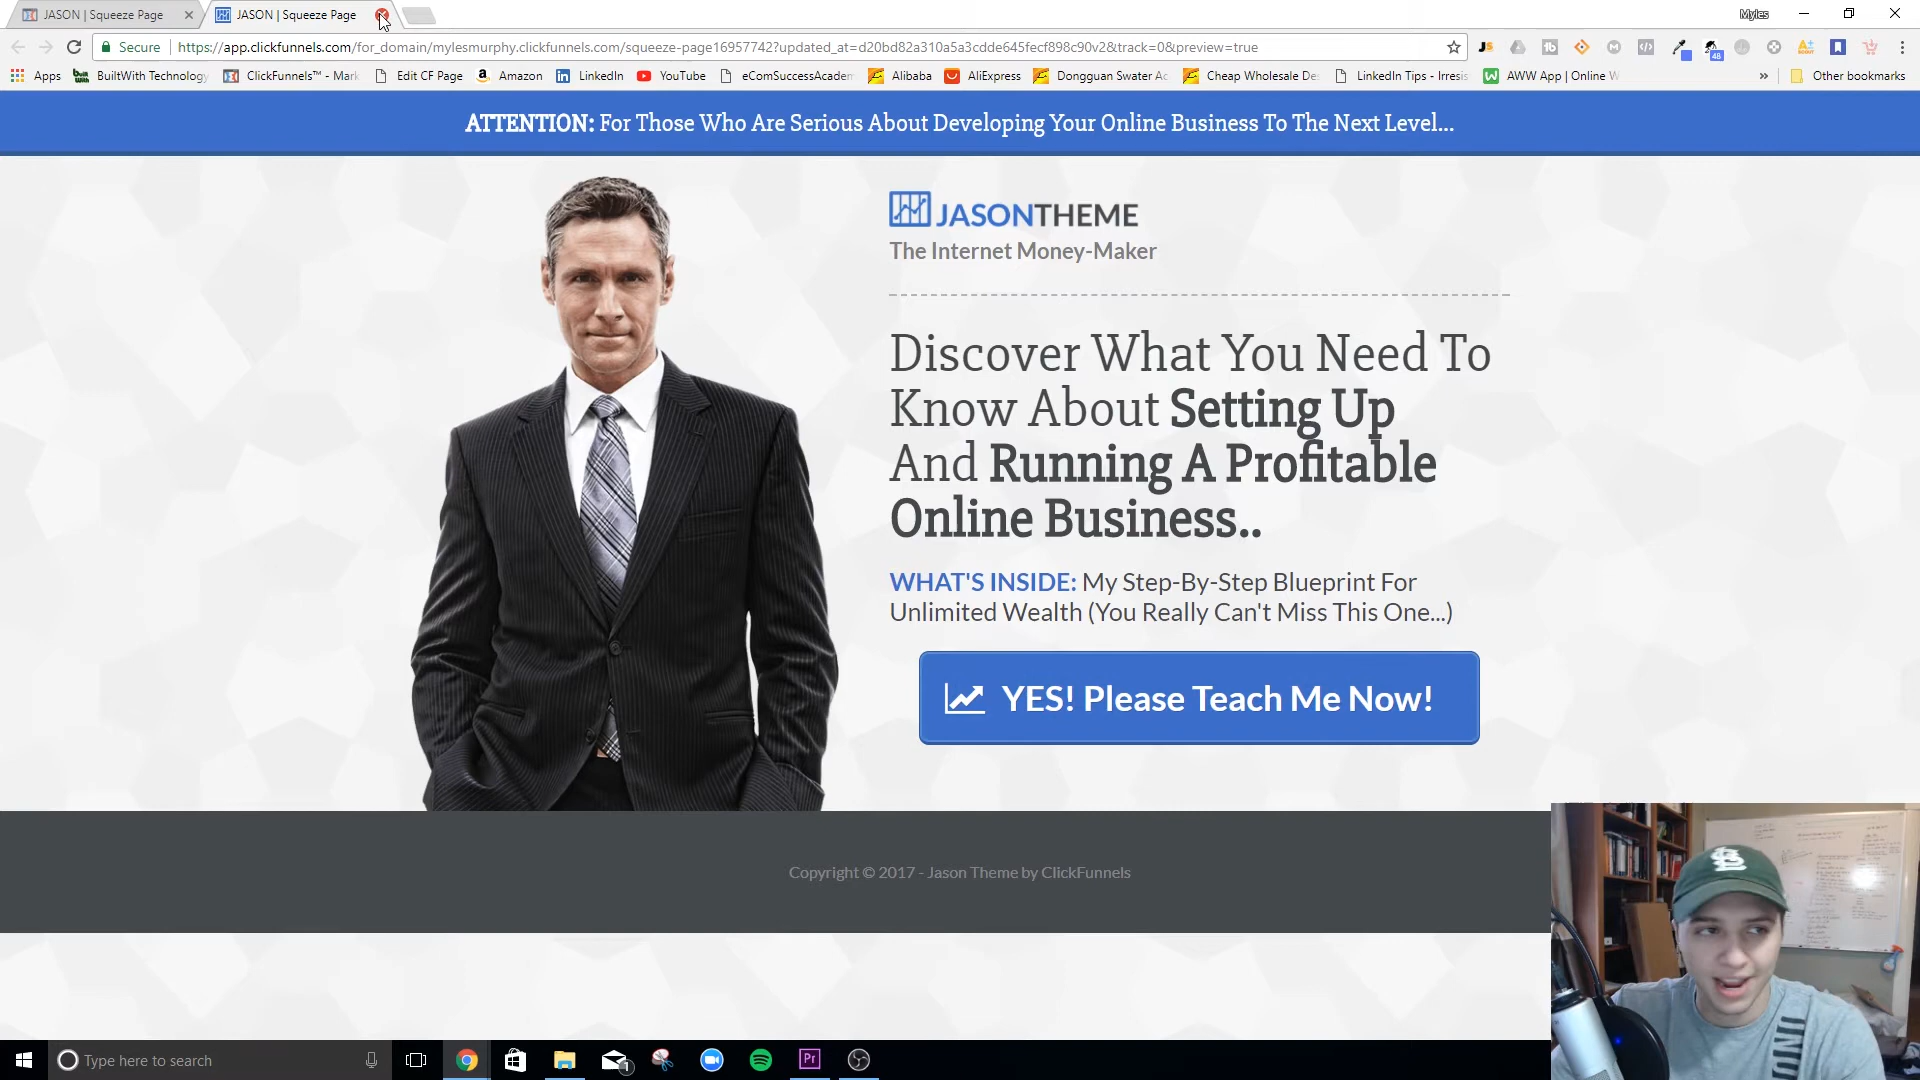 JASON | Squeeze Page
JASON | Squeeze Page
Myles
Secure
https://app.clickfunnels.com/for_domain/mylesmurphy.clickfunnels.com/squeeze-page16957742?updated_at=d20bd82a310a5a3cdde645fecf898c90v2&track=0&preview=true
Apps
BuiltWith Technology
ClickFunnels™ - Mark
Edit CF Page
Amazon
LinkedIn
YouTube
eComSuccessAcadem
Alibaba
AliExpress
Dongguan Swater Ac
Cheap Wholesale De
LinkedIn Tips - Irresis
AWW App | Online W
Other bookmarks
ATTENTION: For Those Who Are Serious About Developing Your Online Business To The Next Level...
JASONTHEME
The Internet Money-Maker
Discover What You Need To
Know About Setting Up
And Running A Profitable
Online Business..
WHAT'S INSIDE: My Step-By-Step Blueprint For
Unlimited Wealth (You Really Can't Miss This One...)
YES! Please Teach Me Now!
Copyright © 2017 - Jason Theme by ClickFunnels
Type here to search
Pr